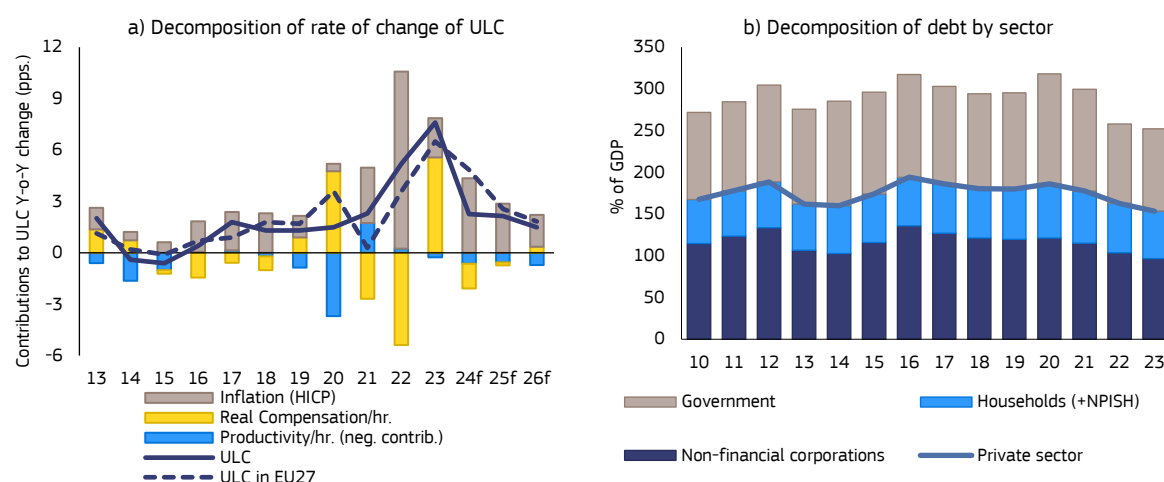 a) Decomposition of rate of change of ULC
Contributions to ULC Y-o-Y change (pps.)
12
9
6
3
0
-3
-6
13 14 15 16 17 18 19 20 21 22 23 24f 25f 26f
Inflation (HICP)
Real Compensation/hr.
Productivity/hr. (neg. contrib.)
ULC
ULC in EU27
b) Decomposition of debt by sector
% of GDP
350
300
250
200
150
100
50
0
10 11 12 13 14 15 16 17 18 19 20 21 22 23
Government
Households (+NPISH)
Non-financial corporations
Private sector